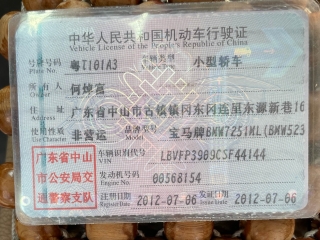 中华人民共和国机动车行驶证
Vehicle License of the People's Republic of China
号牌号码 粤TI01A3 车辆类型 小型轿车
Plate No. Vehicle Type
所有人 何焯富
Owner
住址 广东省中山市古镇镇冈东冈连里东源新巷16
Address
使用性质 非营运 品牌型号 宝马牌BMW7251ML(BMW523
Use Character Model
广东省中山
市公安局交
通警察支队
车辆识别代号 LBVFP3909CSF44144
VIN
发动机号码 00568154
Engine No.
注册日期 2012-07-06 发证日期 2012-07-06
Register Date Issue Date